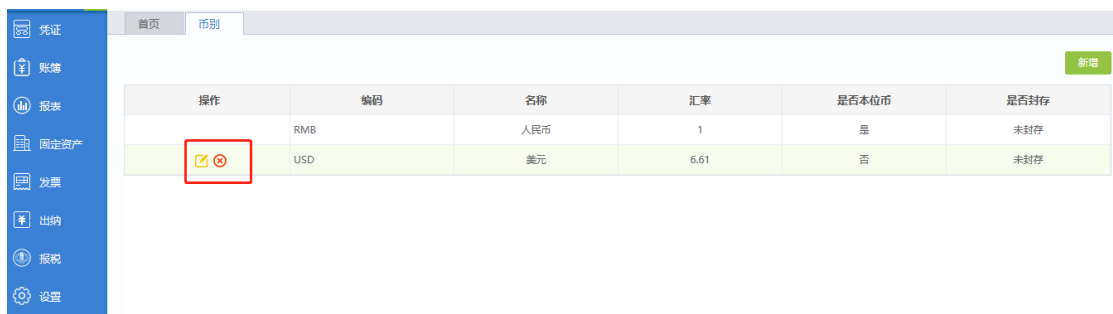 凭证
账簿
报表
固定资产
发票
出纳
报税
设置
首页 币别
新增
操作 编码 名称 汇率 是否本位币 是否封存
RMB 人民币 1 是 未封存
USD 美元 6.61 否 未封存